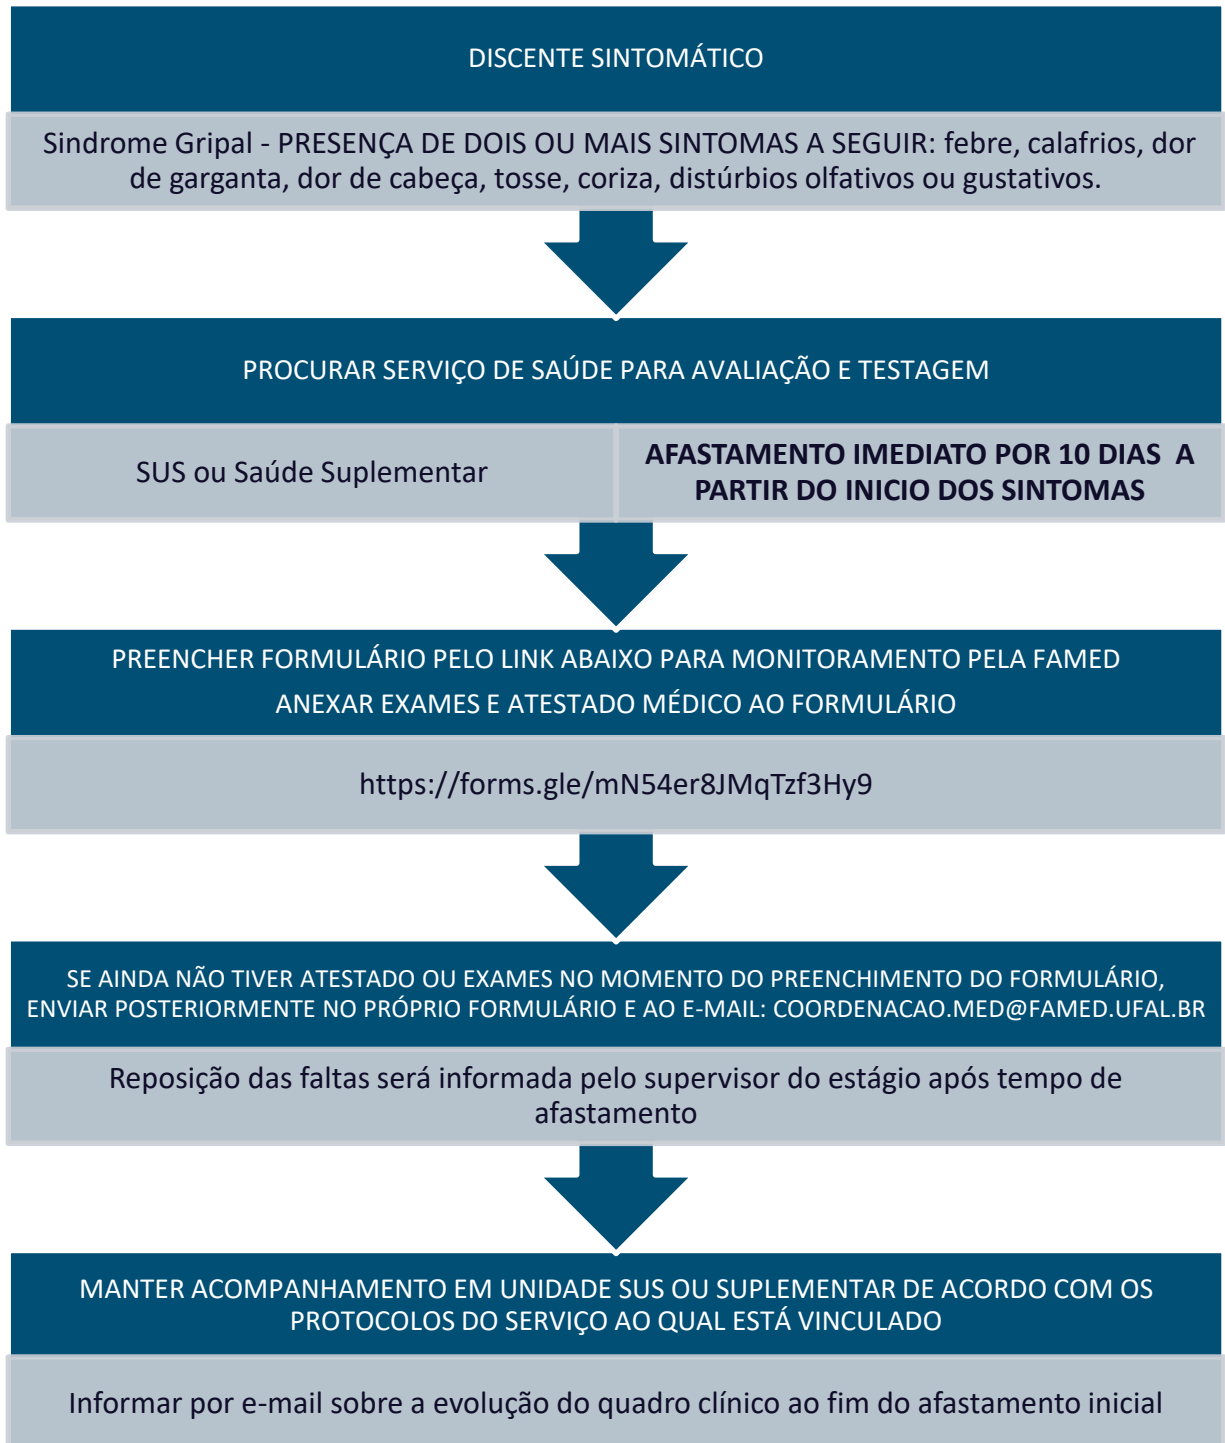 DISCENTE SINTOMÁTICO
Sindrome Gripal - PRESENÇA DE DOIS OU MAIS SINTOMAS A SEGUIR: febre, calafrios, dor
de garganta, dor de cabeça, tosse, coriza, distúrbios olfativos ou gustativos.
PROCURAR SERVIÇO DE SAÚDE PARA AVALIAÇÃO E TESTAGEM
SUS ou Saúde Suplementar
AFASTAMENTO IMEDIATO POR 10 DIAS A
PARTIR DO INICIO DOS SINTOMAS
PREENCHER FORMULÁRIO PELO LINK ABAIXO PARA MONITORAMENTO PELA FAMED
ANEXAR EXAMES E ATESTADO MÉDICO AO FORMULÁRIO
https://forms.gle/mN54er8JMqTzf3Hy9
SE AINDA NÃO TIVER ATESTADO OU EXAMES NO MOMENTO DO PREENCHIMENTO DO FORMULÁRIO,
ENVIAR POSTERIORMENTE NO PRÓPRIO FORMULÁRIO E AO E-MAIL: COORDENACAO.MED@FAMED.UFAL.BR
Reposição das faltas será informada pelo supervisor do estágio após tempo de
afastamento
MANTER ACOMPANHAMENTO EM UNIDADE SUS OU SUPLEMENTAR DE ACORDO COM OS
PROTOCOLOS DO SERVIÇO AO QUAL ESTÁ VINCULADO
Informar por e-mail sobre a evolução do quadro clínico ao fim do afastamento inicial